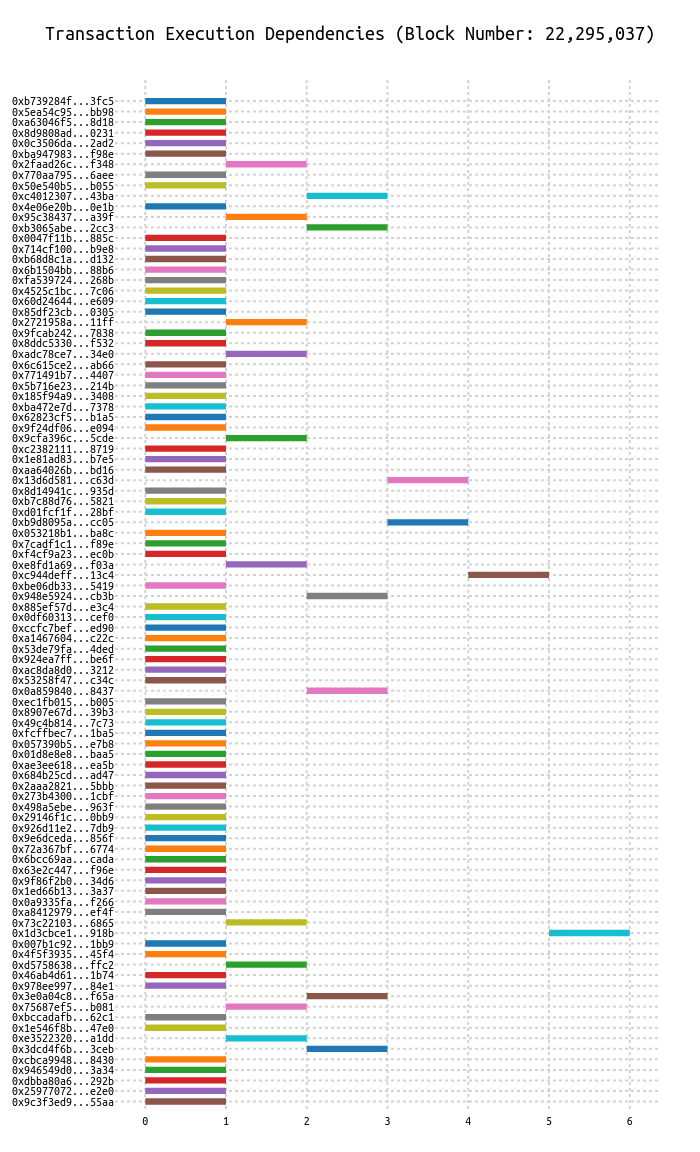 Transaction Execution Dependencies (Block Number: 22,295,037)
0xb739284f...3fc5
0x5ea54c95...bb98
0xa63046f5...8d18
0x8d9808ad...0231
0x0c3506da...2ad2
0xba947983...f98e
0x2faad26c...f348
0x770aa795...6aee
0x50e540b5...b055
0xc4012307...43ba
0x4e06e20b...0e1b
0x95c38437...a39f
0xb3065abe...2cc3
0x0047f11b...885c
0x714cf100...b9e8
0xb68d8c1a...d132
0x6b1504bb...88b6
0xfa539724...268b
0x4525c1bc...7c06
0x60d24644...e609
0x85df23cb...0305
0x2721958a...11ff
0x9fcab242...7838
0x8ddc5330...f532
0xadc78ce7...34e0
0x6c615ce2...ab66
0x771491b7...4407
0x5b716e23...214b
0x185f94a9...3408
0xba472e7d...7378
0x62823cf5...b1a5
0x9f24df06...e094
0x9cfa396c...5cde
0xc2382111...8719
0x1e81ad83...b7e5
0xaa64026b...bd16
0x13d6d581...c63d
0x8d14941c...935d
0xb7c88d76...5821
0xd01fcf1f...28bf
0xb9d8095a...cc05
0x053218b1...ba8c
0x7cadf1c1...f89e
0xf4cf9a23...ec0b
0xe8fd1a69...f03a
0xc944deff...13c4
0xbe06db33...5419
0x948e5924...cb3b
0x885ef57d...e3c4
0x0df60313...cef0
0xccfc7bef...ed90
0xa1467604...c22c
0x53de79fa...4ded
0x924ea7ff...be6f
0xac8da8d0...3212
0x53258f47...c34c
0x0a859840...8437
0xec1fb015...b005
0x8907e67d...39b3
0x49c4b814...7c73
0xfcffbec7...1ba5
0x057390b5...e7b8
0x01d8e8e8...baa5
0xae3ee618...ea5b
0x684b25cd...ad47
0x2aaa2821...5bbb
0x273b4300...1cbf
0x498a5ebe...963f
0x29146f1c...0bb9
0x926d11e2...7db9
0x9e6dceda...856f
0x72a367bf...6774
0x6bcc69aa...cada
0x63e2c447...f96e
0x9f86f2b0...34d6
0x1ed66b13...3a37
0x0a9335fa...f266
0xa8412979...ef4f
0x73c22103...6865
0x1d3cbce1...918b
0x007b1c92...1bb9
0x4f5f3935...45f4
0xd5758638...ffc2
0x46ab4d61...1b74
0x978ee997...84e1
0x3e0a04c8...f65a
0x75687ef5...b081
0xbccadafb...62c1
0x1e546f8b...47e0
0xe3522320...a1dd
0x3dcd4f6b...3ceb
0xcbca9948...8430
0x946549d0...3a34
0xdbba80a6...292b
0x25977072...e2e0
0x9c3f3ed9...55aa
0 1 2 3 4 5 6